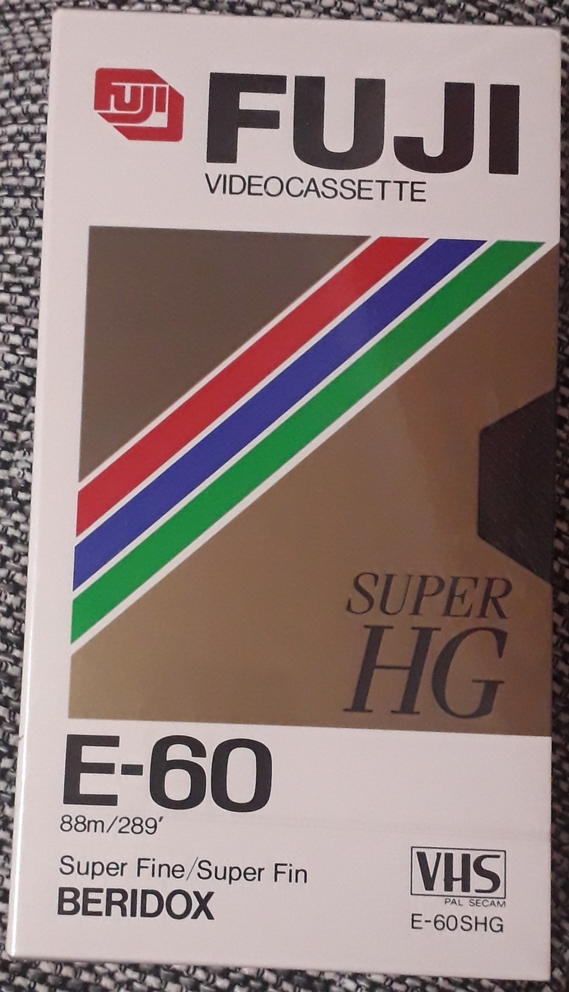 FUJI
FUJI
VIDEOCASSETTE
SUPER
HG
E-60
88m/289'
Super Fine/Super Fin
BERIDOX
VHS
PAL SECAM
E-60SHG